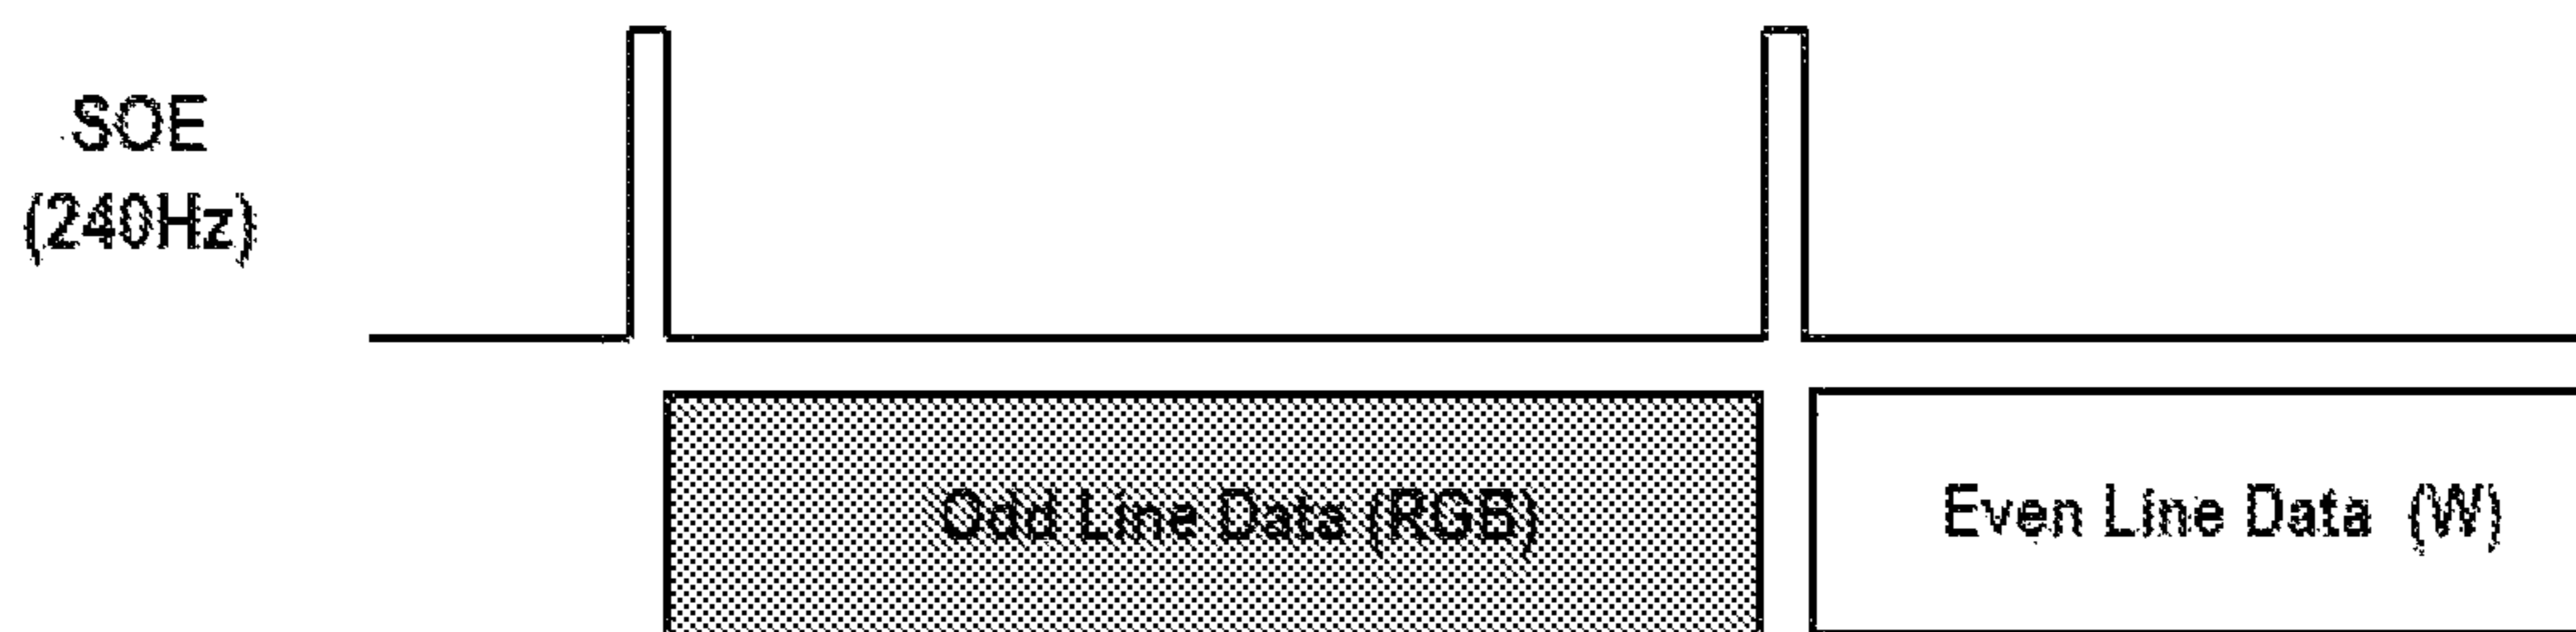 SOE
(240Hz)
Odd Line Data (RGB)
Even Line Data (W)